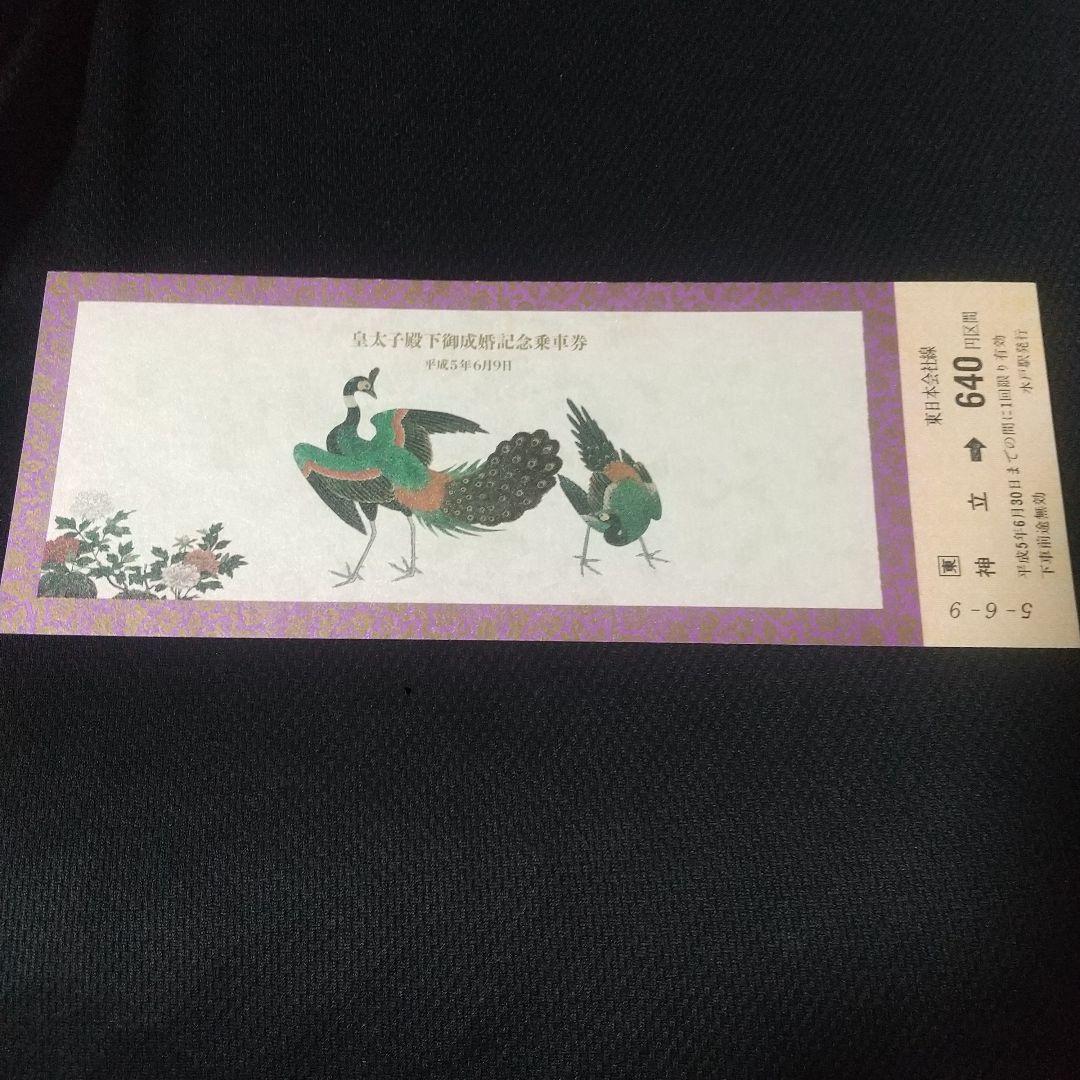 皇太子殿下御成婚記念乗車券
平成5年6月9日
東 神立 ➡ 東日本会社線 640円区間
平成5年6月30日までの間に1回限り有効
下車前途無効 水戸駅発行
5-6-9